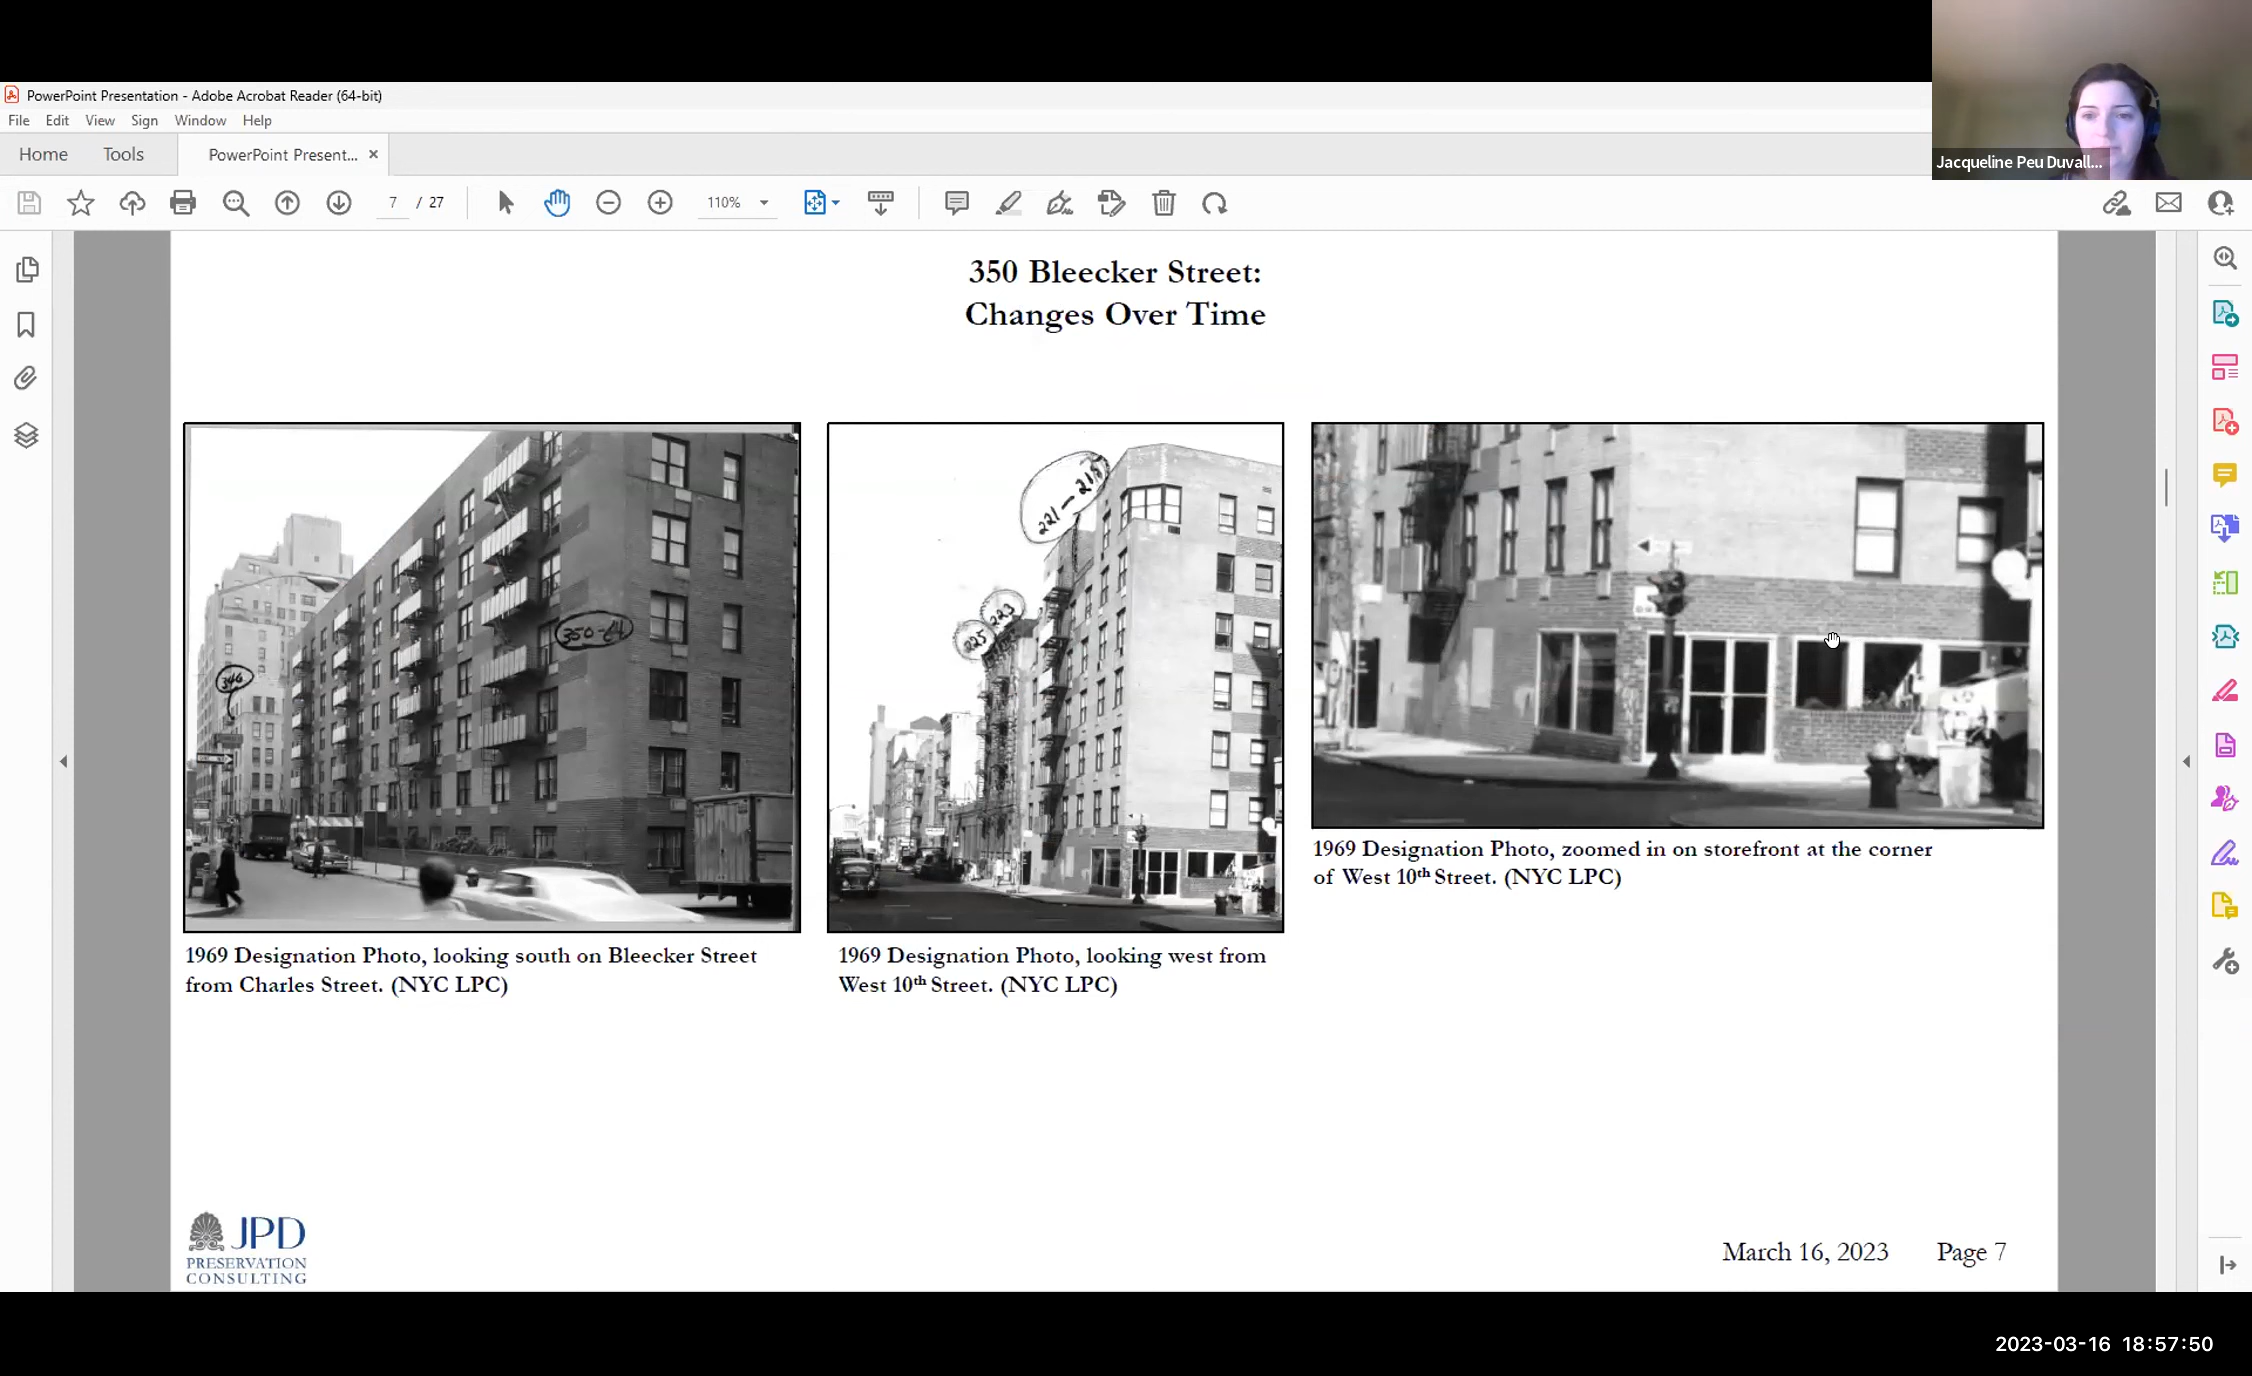 PowerPoint Presentation - Adobe Acrobat Reader (64-bit)
File Edit View Sign Window Help
Home Tools PowerPoint Present... ×
Jacqueline Peu Duvall...
7 / 27 110%
350 Bleecker Street:
Changes Over Time
346
350-64
225
223
221-218
1969 Designation Photo, looking south on Bleecker Street
from Charles Street. (NYC LPC)
1969 Designation Photo, looking west from
West 10th Street. (NYC LPC)
1969 Designation Photo, zoomed in on storefront at the corner
of West 10th Street. (NYC LPC)
JPD
PRESERVATION
CONSULTING
March 16, 2023 Page 7
2023-03-16 18:57:50